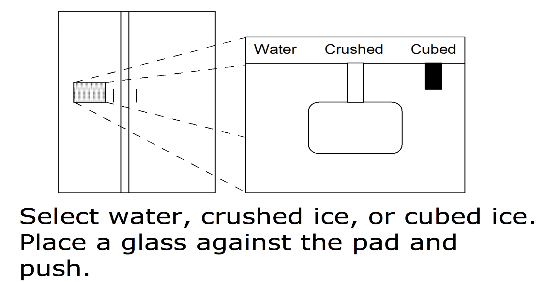 Water Crushed Cubed
Select water, crushed ice, or cubed ice.
Place a glass against the pad and
push.